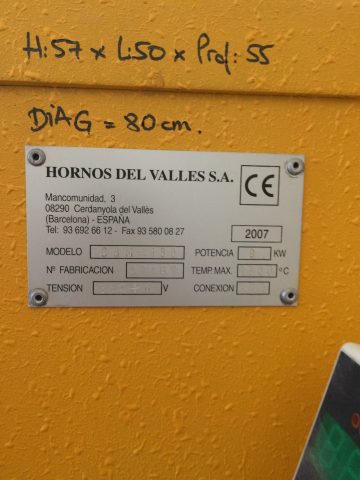 H:57 x L:50 x Prof: 55
DiAG = 80 cm.
HORNOS DEL VALLES S.A.
CE
Mancomunidad, 3
08290 Cerdanyola del Vallès
(Barcelona) - ESPAÑA
Tel: 93 692 66 12 - Fax 93 580 08 27
2007
MODELO POTENCIA KW
Nº FABRICACION TEMP. MAX. ºC
TENSION V CONEXION